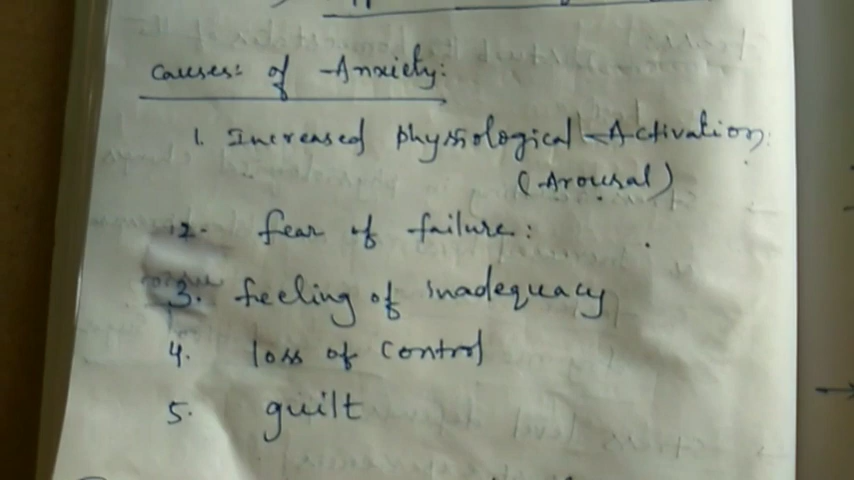 Causes: of Anxiety:
1. Increased physiological Activation
(Arousal)
2. fear of failure:
3. feeling of inadequacy
4. loss of control
5. guilt